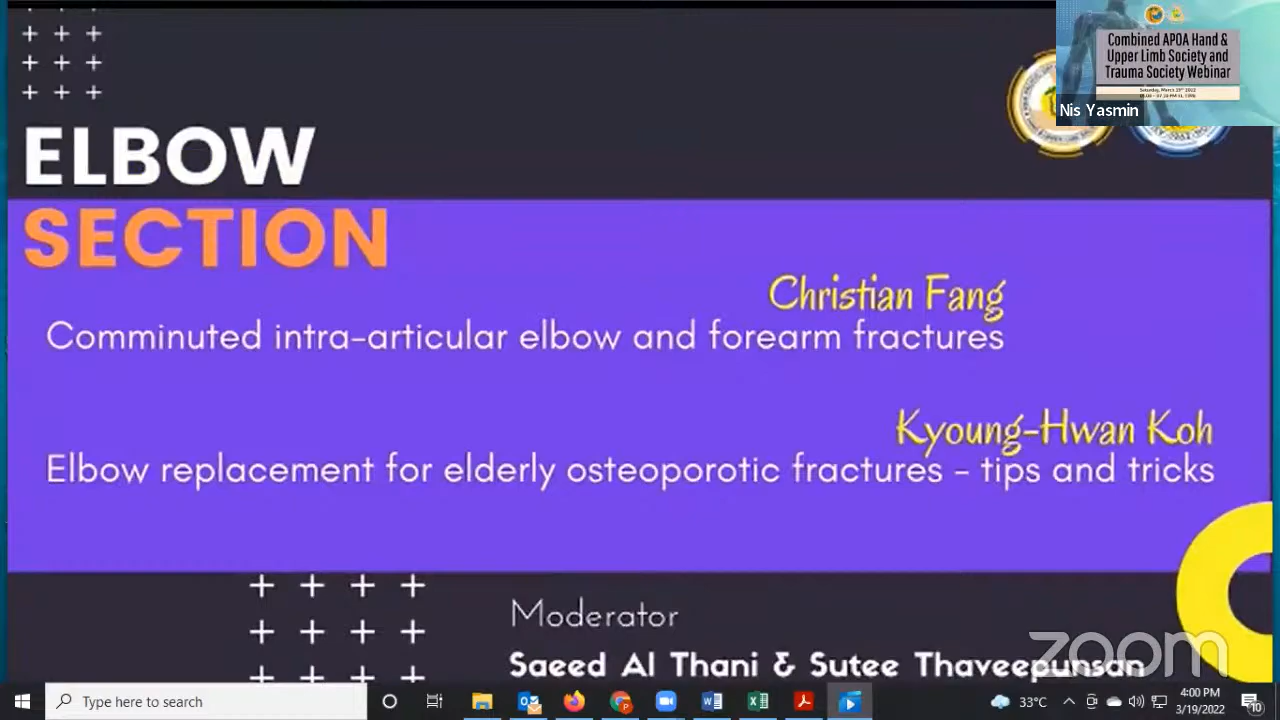 Combined APOA Hand &
Upper Limb Society and
Trauma Society Webinar
Nis Yasmin
ELBOW
SECTION
Christian Fang
Comminuted intra-articular elbow and forearm fractures
Kyoung-Hwan Koh
Elbow replacement for elderly osteoporotic fractures - tips and tricks
Moderator
Saeed Al Thani & Sutee Thaveepunsan
zoom
Type here to search
33°C
4:00 PM
3/19/2022
10